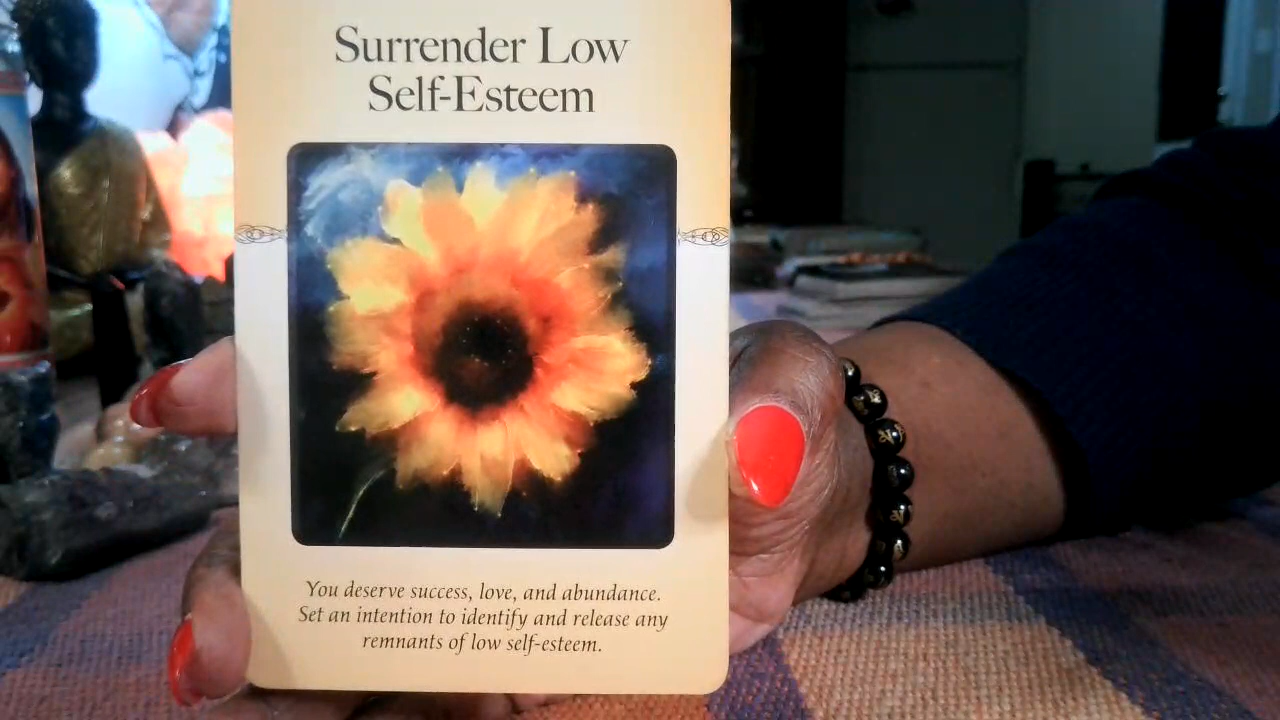 Surrender Low
Self-Esteem
You deserve success, love, and abundance.
Set an intention to identify and release any
remnants of low self-esteem.